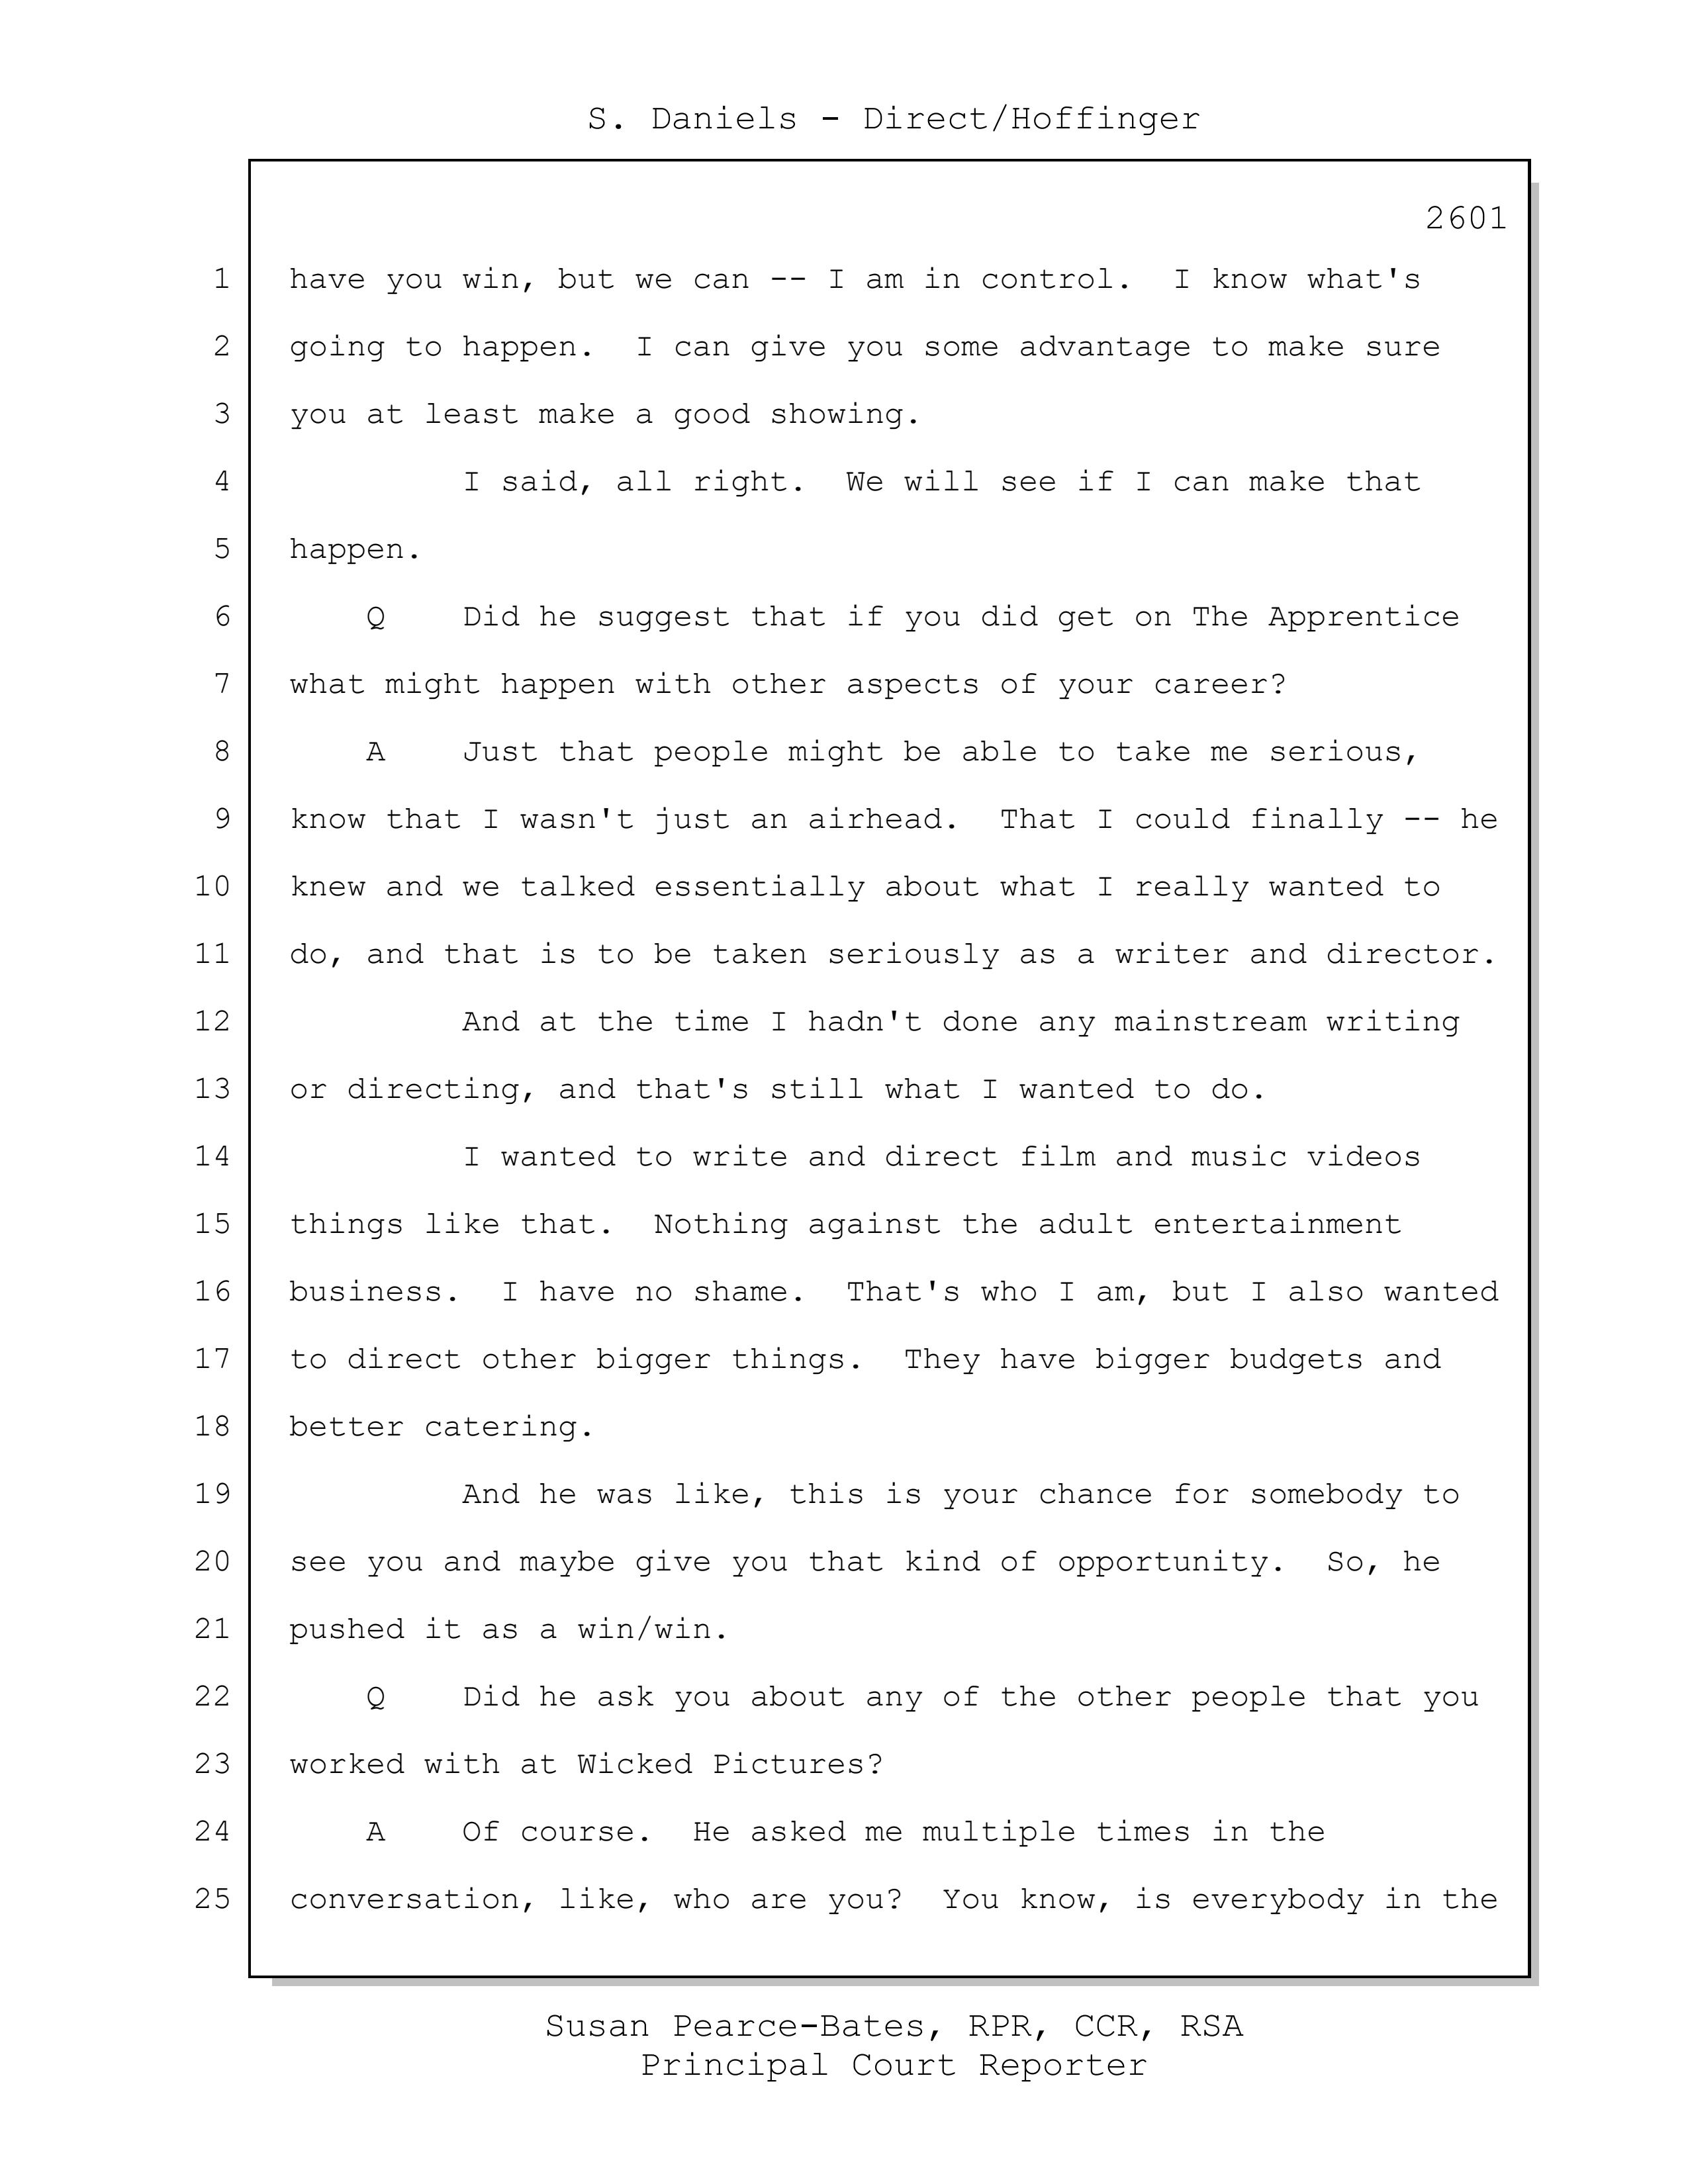 S. Daniels - Direct/Hoffinger
2601
1 have you win, but we can -- I am in control. I know what's
2 going to happen. I can give you some advantage to make sure
3 you at least make a good showing.
4 I said, all right. We will see if I can make that
5 happen.
6 Q Did he suggest that if you did get on The Apprentice
7 what might happen with other aspects of your career?
8 A Just that people might be able to take me serious,
9 know that I wasn't just an airhead. That I could finally -- he
10 knew and we talked essentially about what I really wanted to
11 do, and that is to be taken seriously as a writer and director.
12 And at the time I hadn't done any mainstream writing
13 or directing, and that's still what I wanted to do.
14 I wanted to write and direct film and music videos
15 things like that. Nothing against the adult entertainment
16 business. I have no shame. That's who I am, but I also wanted
17 to direct other bigger things. They have bigger budgets and
18 better catering.
19 And he was like, this is your chance for somebody to
20 see you and maybe give you that kind of opportunity. So, he
21 pushed it as a win/win.
22 Q Did he ask you about any of the other people that you
23 worked with at Wicked Pictures?
24 A Of course. He asked me multiple times in the
25 conversation, like, who are you? You know, is everybody in the
Susan Pearce-Bates, RPR, CCR, RSA
Principal Court Reporter